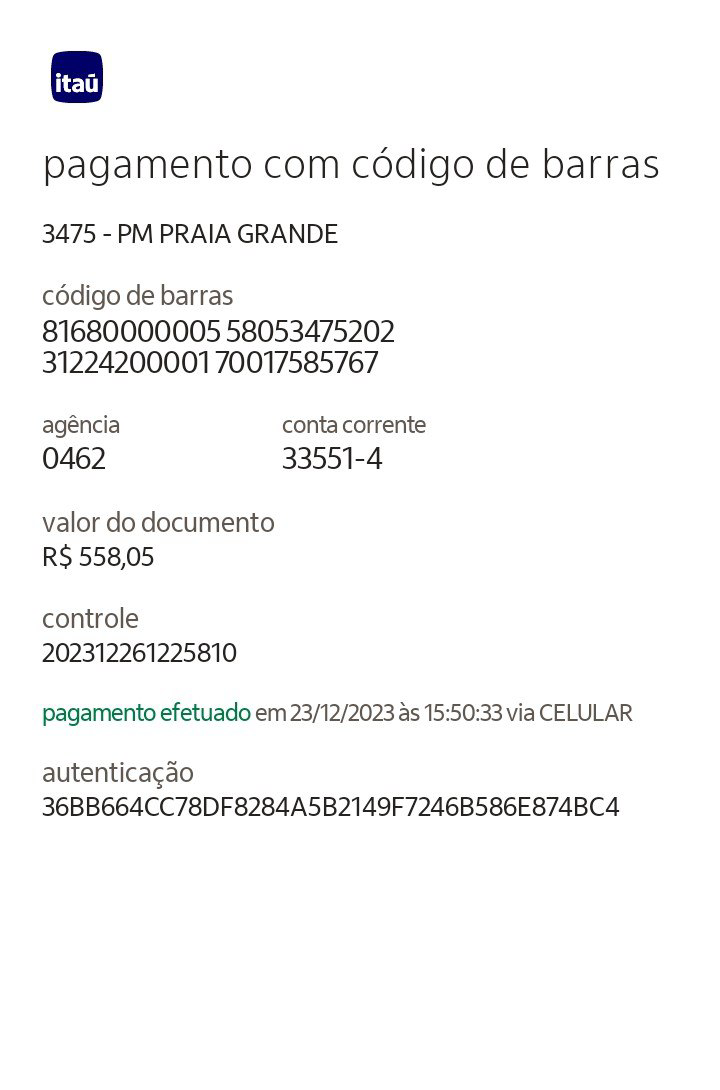 itaú
pagamento com código de barras
3475 - PM PRAIA GRANDE
código de barras
81680000005 58053475202
31224200001 70017585767
agência conta corrente
0462 33551-4
valor do documento
R$ 558,05
controle
202312261225810
pagamento efetuado em 23/12/2023 às 15:50:33 via CELULAR
autenticação
36BB664CC78DF8284A5B2149F7246B586E874BC4